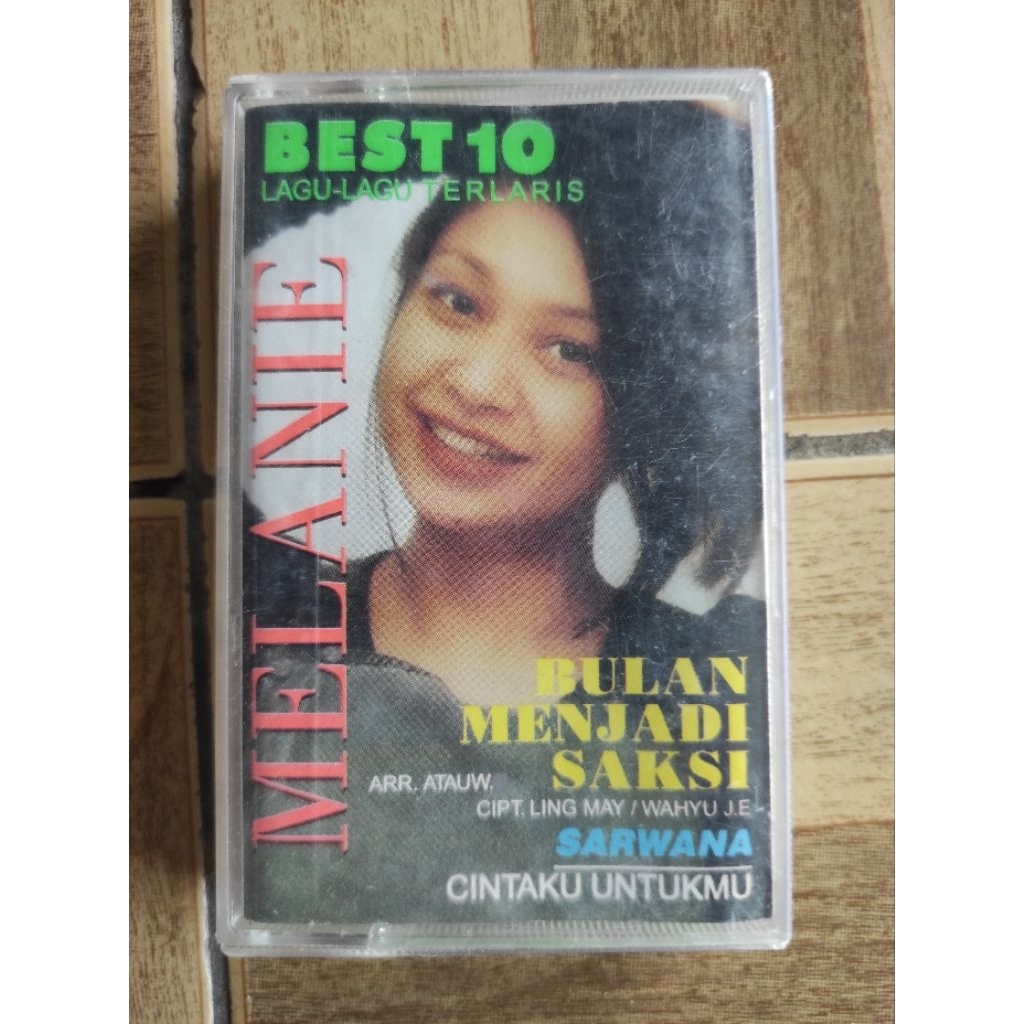 BEST 10
LAGU-LAGU TERLARIS
MELANIE
BULAN
MENJADI
SAKSI
ARR. ATAUW.
CIPT. LING MAY / WAHYU J.E
SARWANA
CINTAKU UNTUKMU